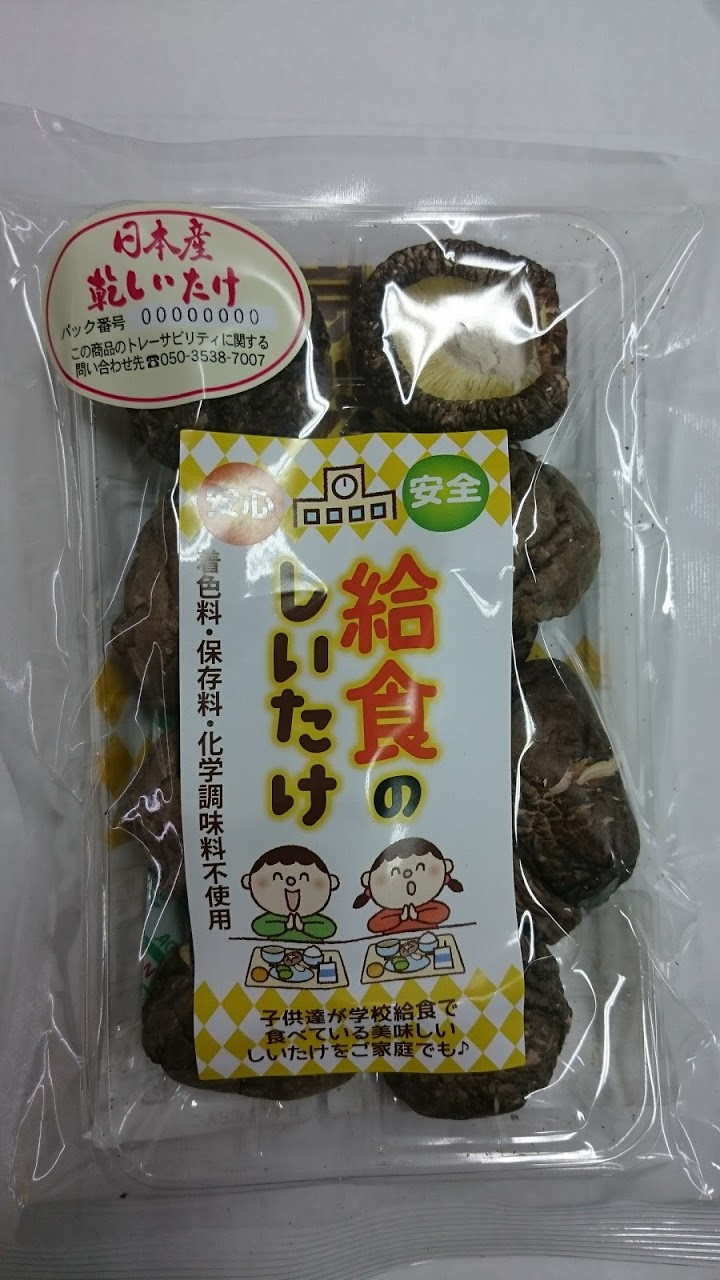 日本産
乾しいたけ
パック番号 00000000
この商品のトレーサビリティに関する
問い合わせ先☎050-3538-7007
安心
安全
給食の
しいたけ
着色料・保存料・化学調味料不使用
子供達が学校給食で
食べている美味しい
しいたけをご家庭でも♪